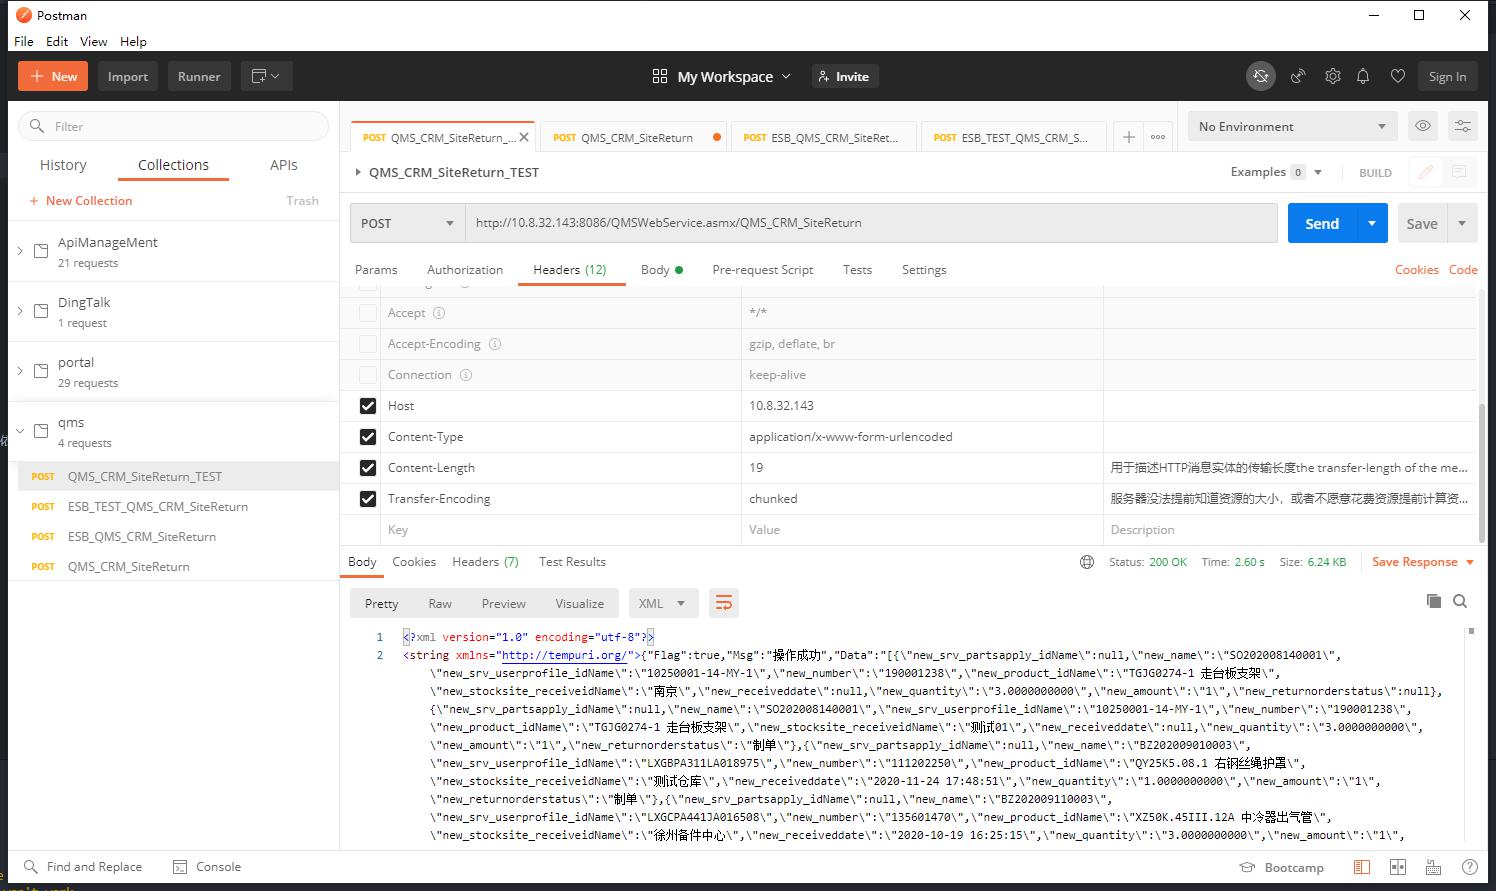 Postman
File Edit View Help
New Import Runner My Workspace Invite Sign In
Filter
History Collections APIs
+ New Collection Trash
ApiManageMent
21 requests
DingTalk
1 request
portal
29 requests
qms
4 requests
POST QMS_CRM_SiteReturn_TEST
POST ESB_TEST_QMS_CRM_SiteReturn
POST ESB_QMS_CRM_SiteReturn
POST QMS_CRM_SiteReturn
POST QMS_CRM_SiteReturn_... POST QMS_CRM_SiteReturn POST ESB_QMS_CRM_SiteRet... POST ESB_TEST_QMS_CRM_S... No Environment
QMS_CRM_SiteReturn_TEST Examples 0 BUILD
POST http://10.8.32.143:8086/QMSWebService.asmx/QMS_CRM_SiteReturn Send Save
Params Authorization Headers (12) Body Pre-request Script Tests Settings Cookies Code
Accept */*
Accept-Encoding gzip, deflate, br
Connection keep-alive
Host 10.8.32.143
Content-Type application/x-www-form-urlencoded
Content-Length 19 用于描述HTTP消息实体的传输长度the transfer-length of the me...
Transfer-Encoding chunked 服务器没法提前知道资源的大小，或者不愿意花费资源提前计算资...
Key Value Description
Body Cookies Headers (7) Test Results Status: 200 OK Time: 2.60 s Size: 6.24 KB Save Response
Pretty Raw Preview Visualize XML
1 <?xml version="1.0" encoding="utf-8"?>
2 <string xmlns="http://tempuri.org/">{"Flag":true,"Msg":"操作成功","Data":"[{\"new_srv_partsapply_idName\":null,\"new_name\":\"SO202008140001\",
\"new_srv_userprofile_idName\":\"10250001-14-MY-1\",\"new_number\":\"190001238\",\"new_product_idName\":\"TGJG0274-1 走台板支架\",
\"new_stocksite_receiveidName\":\"南京\",\"new_receiveddate\":null,\"new_quantity\":\"3.0000000000\",\"new_amount\":\"1\",\"new_returnorderstatus\":null},
{\"new_srv_partsapply_idName\":null,\"new_name\":\"SO202008140001\",\"new_srv_userprofile_idName\":\"10250001-14-MY-1\",\"new_number\":\"190001238\",
\"new_product_idName\":\"TGJG0274-1 走台板支架\",\"new_stocksite_receiveidName\":\"测试01\",\"new_receiveddate\":null,\"new_quantity\":\"3.0000000000\",
\"new_amount\":\"1\",\"new_returnorderstatus\":\"制单\"},{\"new_srv_partsapply_idName\":null,\"new_name\":\"BZ202009010003\",
\"new_srv_userprofile_idName\":\"LXGBPA311LA018975\",\"new_number\":\"111202250\",\"new_product_idName\":\"QY25K5.08.1 右钢丝绳护罩\",
\"new_stocksite_receiveidName\":\"测试仓库\",\"new_receiveddate\":\"2020-11-24 17:48:51\",\"new_quantity\":\"1.0000000000\",\"new_amount\":\"1\",
\"new_returnorderstatus\":\"制单\"},{\"new_srv_partsapply_idName\":null,\"new_name\":\"BZ202009110003\",
\"new_srv_userprofile_idName\":\"LXGCPA441JA016508\",\"new_number\":\"135601470\",\"new_product_idName\":\"XZ50K.45III.12A 中冷器出气管\",
\"new_stocksite_receiveidName\":\"徐州备件中心\",\"new_receiveddate\":\"2020-10-19 16:25:15\",\"new_quantity\":\"3.0000000000\",\"new_amount\":\"1\",
Find and Replace Console Bootcamp